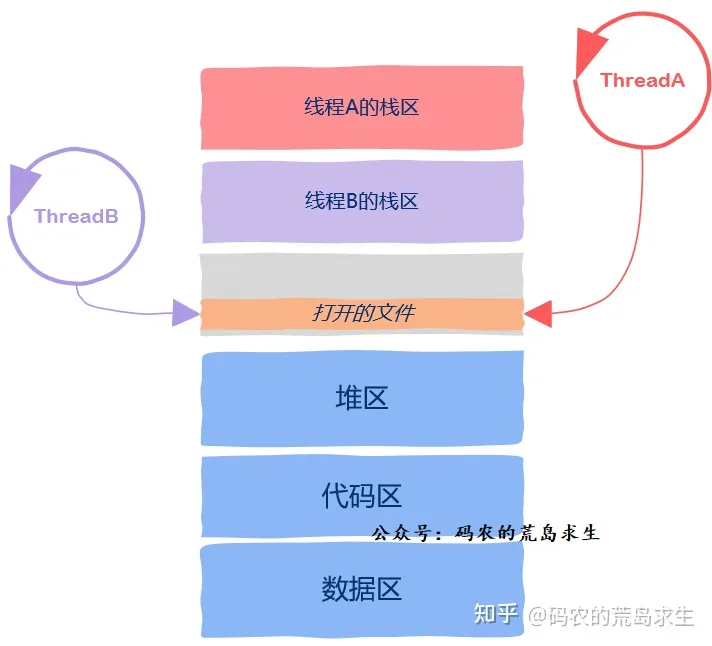 线程A的栈区
ThreadA
线程B的栈区
ThreadB
打开的文件
堆区
代码区
公众号：码农的荒岛求生
数据区
知乎 @码农的荒岛求生